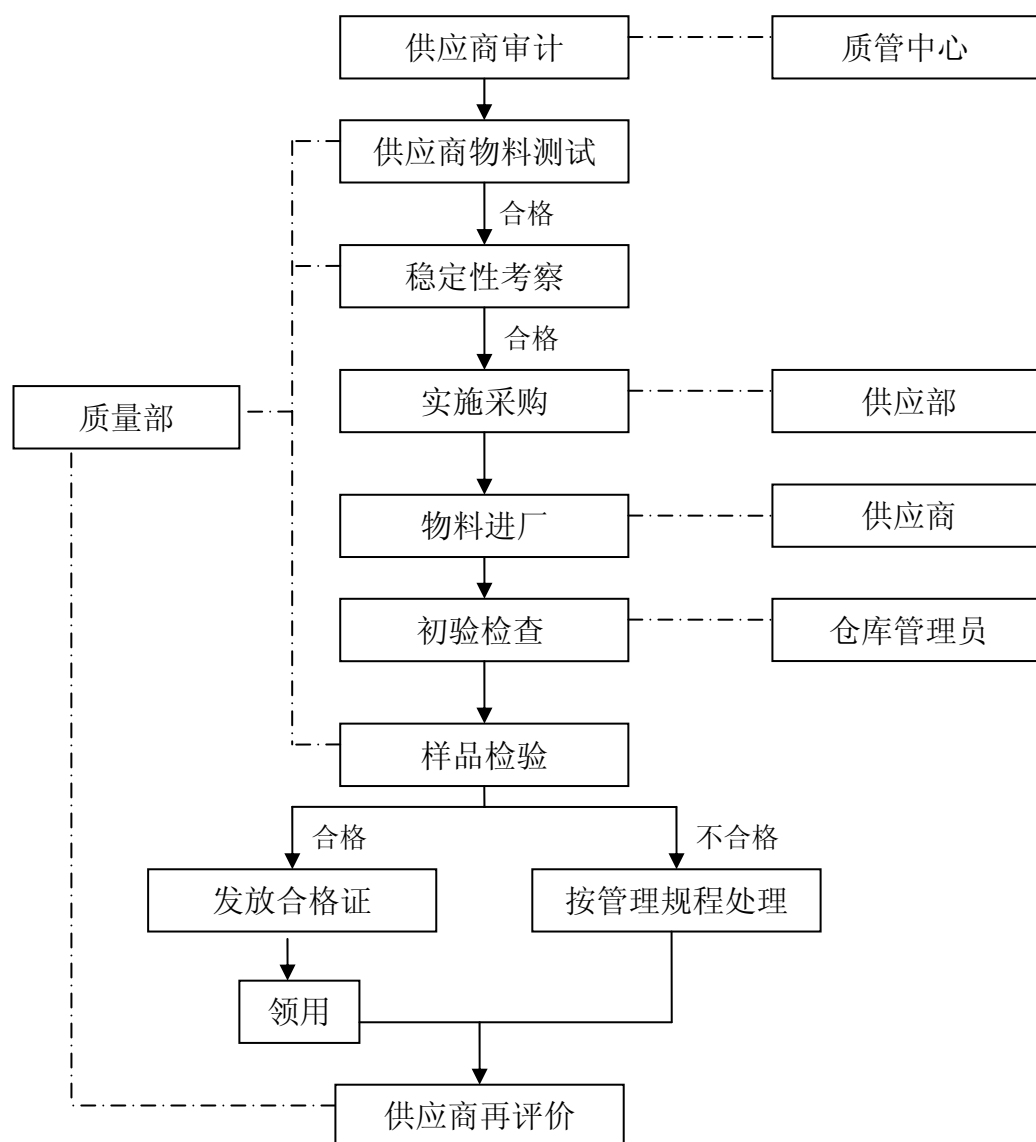 供应商审计
质管中心
供应商物料测试
合格
稳定性考察
合格
质量部
实施采购
供应部
物料进厂
供应商
初验检查
仓库管理员
样品检验
合格
不合格
发放合格证
按管理规程处理
领用
供应商再评价